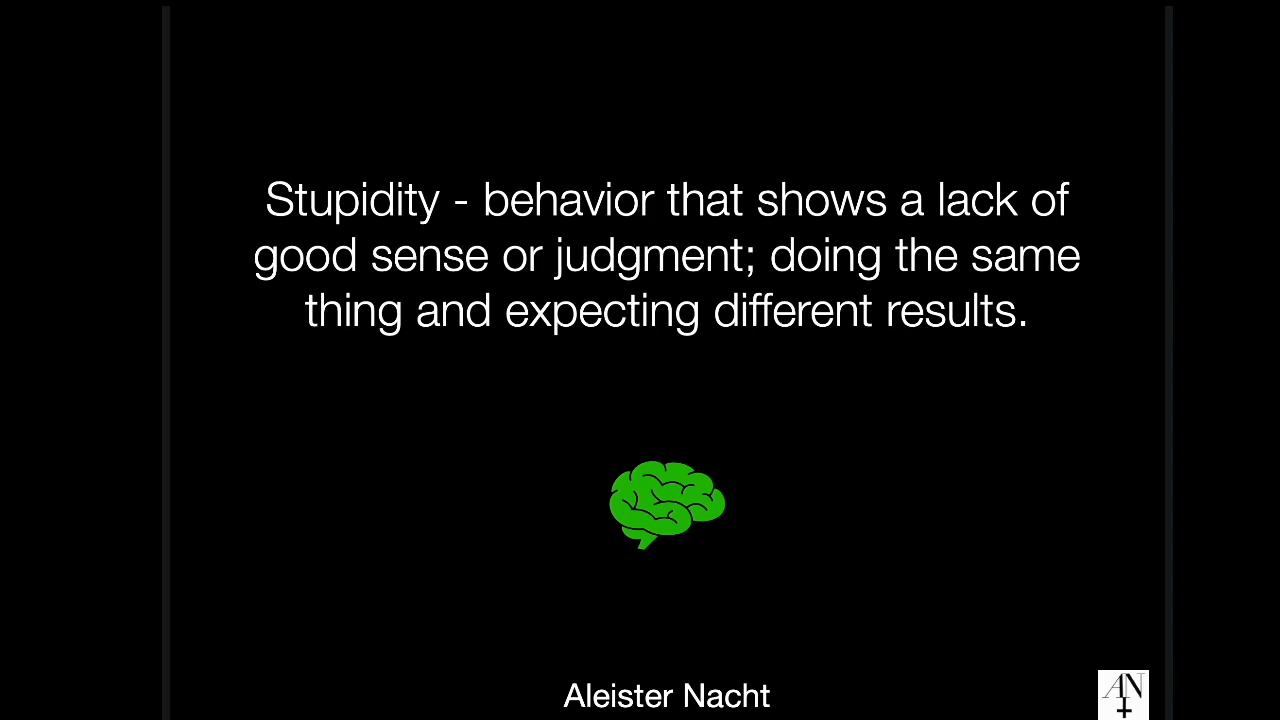 Stupidity - behavior that shows a lack of
good sense or judgment; doing the same
thing and expecting different results.
Aleister Nacht
AN